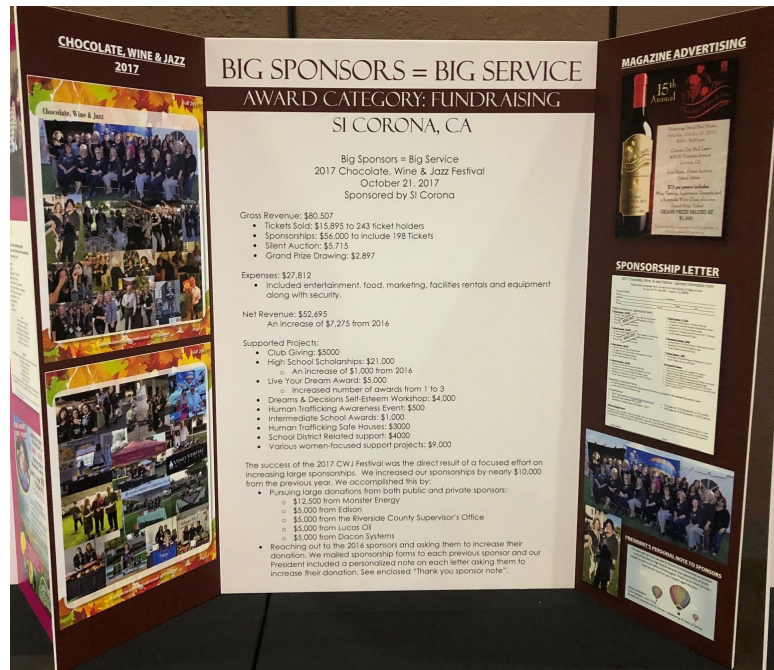 CHOCOLATE, WINE & JAZZ
2017
Chocolate, Wine & Jazz
BIG SPONSORS = BIG SERVICE
AWARD CATEGORY: FUNDRAISING
SI CORONA, CA
Big Sponsors = Big Service
2017 Chocolate, Wine & Jazz Festival
October 21, 2017
Sponsored by SI Corona
Gross Revenue: $80,507
• Tickets Sold: $15,895 to 243 ticket holders
• Sponsorships: $56,000 to include 198 Tickets
• Silent Auction: $5,715
• Grand Prize Drawing: $2,897
Expenses: $27,812
• Included entertainment, food, marketing, facilities rentals and equipment
along with security.
Net Revenue: $52,695
An increase of $7,275 from 2016
Supported Projects:
• Club Giving: $5000
• High School Scholarships: $21,000
o An increase of $1,000 from 2016
• Live Your Dream Award: $5,000
o Increased number of awards from 1 to 3
• Dreams & Decisions Self-Esteem Workshop: $4,000
• Human Trafficking Awareness Event: $500
• Intermediate School Awards: $1,000
• Human Trafficking Safe Houses: $3000
• School District Related support: $4000
• Various women-focused support projects: $9,000
The success of the 2017 CWJ Festival was the direct result of a focused effort on
increasing large sponsorships. We increased our sponsorships by nearly $10,000
from the previous year. We accomplished this by:
• Pursuing large donations from both public and private sponsors:
o $12,500 from Monster Energy
o $5,000 from Edison
o $5,000 from the Riverside County Supervisor's Office
o $5,000 from Lucas Oil
o $5,000 from Dacon Systems
• Reaching out to the 2016 sponsors and asking them to increase their
donation. We mailed sponsorship forms to each previous sponsor and our
President included a personalized note on each letter asking them to
increase their donation. See enclosed "Thank you sponsor note".
MAGAZINE ADVERTISING
15th
Annual
GRAND PRIZE VALUED AT
SPONSORSHIP LETTER
PRESIDENT'S PERSONAL NOTE TO SPONSORS